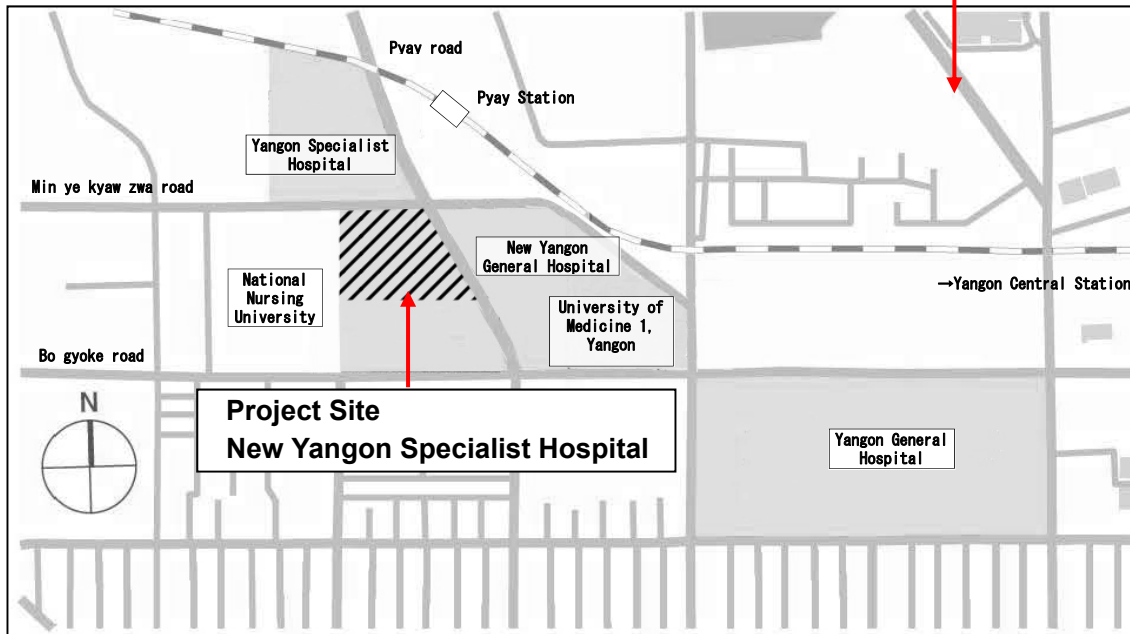 Pvav road
Pyay Station
Yangon Specialist
Hospital
Min ye kyaw zwa road
New Yangon
General Hospital
National
Nursing
University
→Yangon Central Station
University of
Medicine 1,
Yangon
Bo gyoke road
N
Project Site
New Yangon Specialist Hospital
Yangon General
Hospital